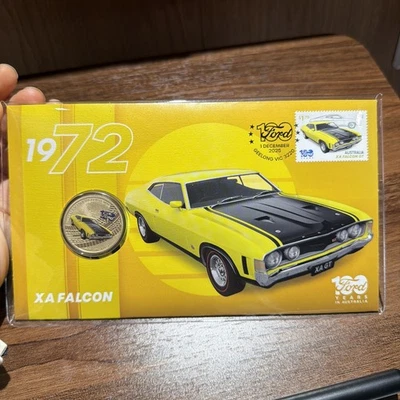 1972
XA FALCON
100
Ford
1 DECEMBER
2025
GEELONG VIC 3220
AUSTRALIA
XA FALCON GT
XA GT
100
Ford
YEARS
IN AUSTRALIA